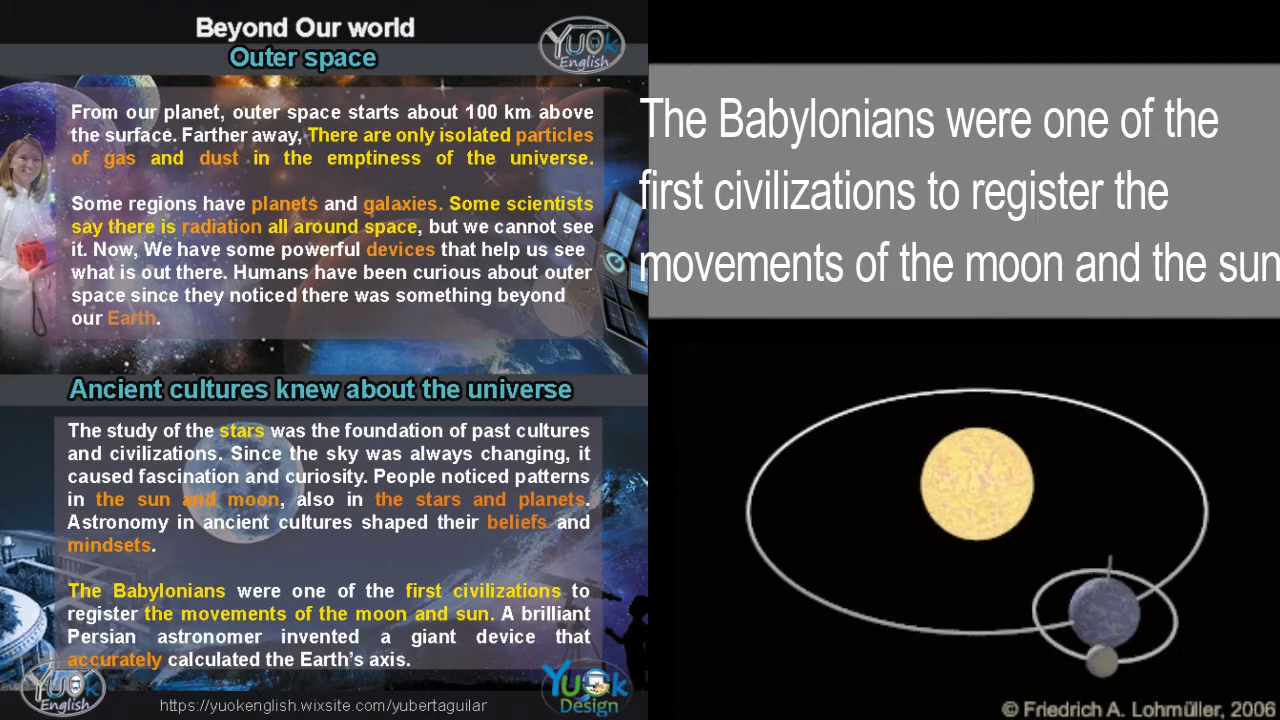 Beyond Our world
Outer space
YuOk
English
From our planet, outer space starts about 100 km above
the surface. Farther away, There are only isolated particles
of gas and dust in the emptiness of the universe.
Some regions have planets and galaxies. Some scientists
say there is radiation all around space, but we cannot see
it. Now, We have some powerful devices that help us see
what is out there. Humans have been curious about outer
space since they noticed there was something beyond
our Earth.
Ancient cultures knew about the universe
The study of the stars was the foundation of past cultures
and civilizations. Since the sky was always changing, it
caused fascination and curiosity. People noticed patterns
in the sun and moon, also in the stars and planets.
Astronomy in ancient cultures shaped their beliefs and
mindsets.
The Babylonians were one of the first civilizations to
register the movements of the moon and sun. A brilliant
Persian astronomer invented a giant device that
accurately calculated the Earth's axis.
YuOk
English
https://yuokenglish.wixsite.com/yubertaguilar
YuOk
Design
The Babylonians were one of the
first civilizations to register the
movements of the moon and the sun
© Friedrich A. Lohmüller, 2006